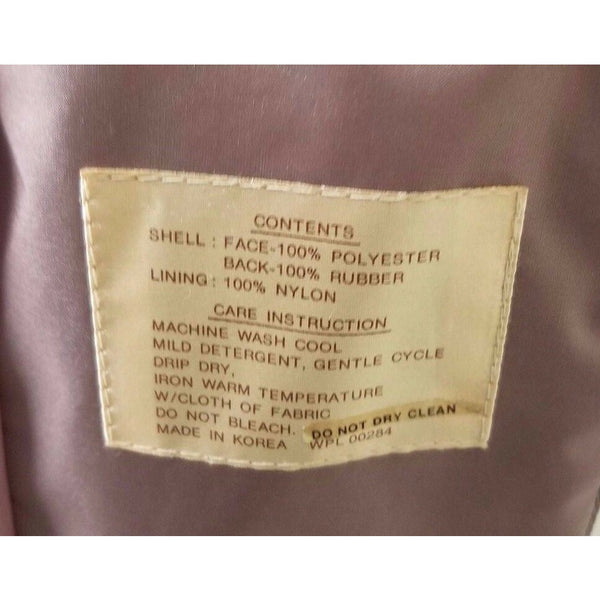 CONTENTS
SHELL : FACE-100% POLYESTER
BACK-100% RUBBER
LINING : 100% NYLON
CARE INSTRUCTION
MACHINE WASH COOL
MILD DETERGENT, GENTLE CYCLE
DRIP DRY,
IRON WARM TEMPERATURE
W/CLOTH OF FABRIC
DO NOT BLEACH. DO NOT DRY CLEAN
MADE IN KOREA WPL 00284